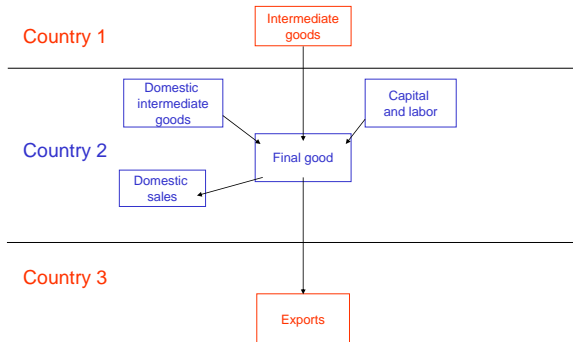 Country 1
Intermediate
goods
Domestic
intermediate
goods
Capital
and labor
Country 2
Final good
Domestic
sales
Country 3
Exports